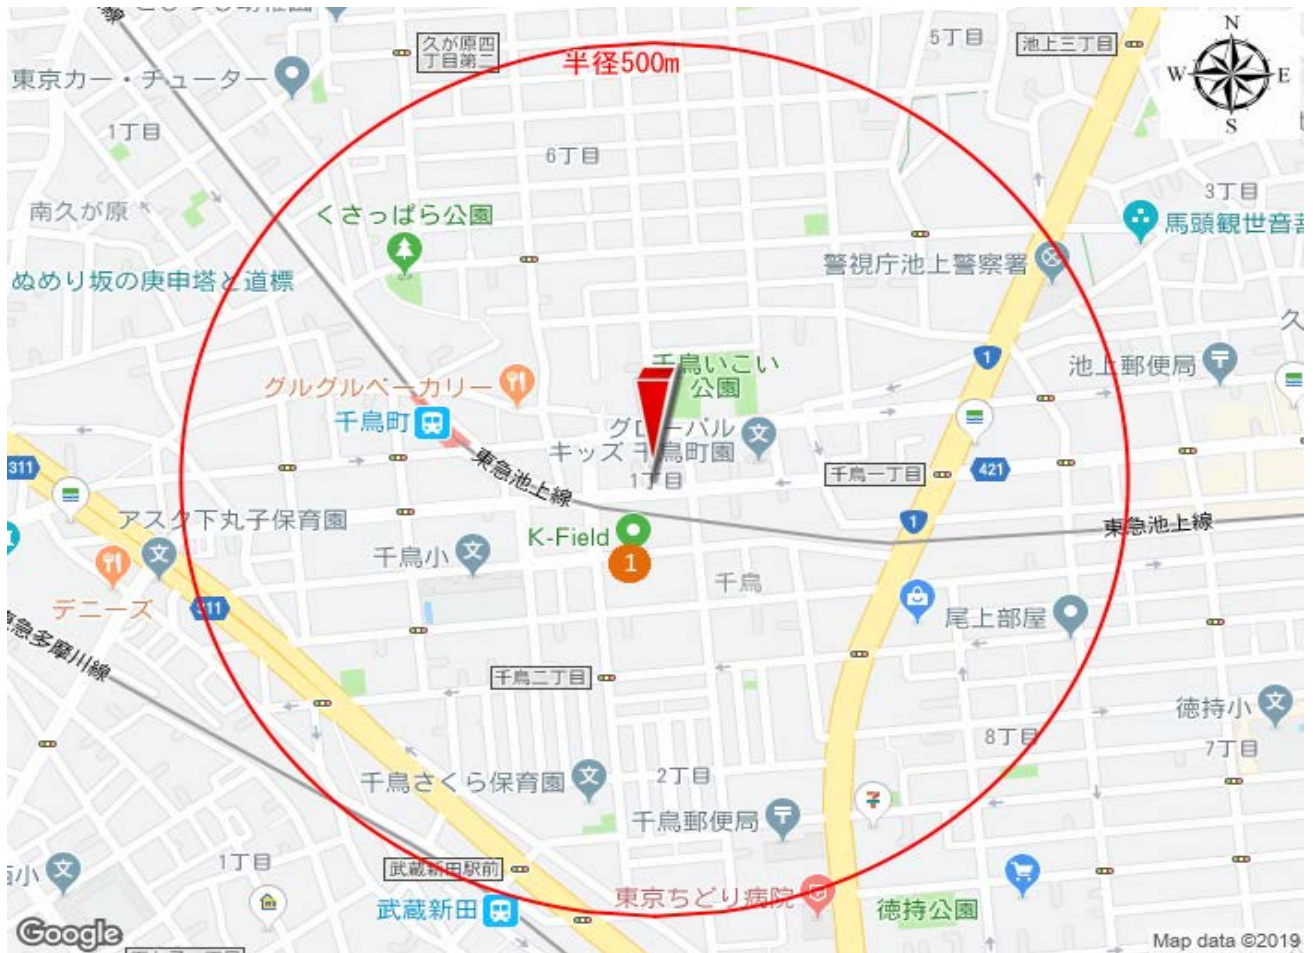 久が原四
丁目第二
5丁目
池上三丁目
N
W
E
S
半径500m
東京カー・チューター
1丁目
6丁目
3丁目
南久が原
くさっぱら公園
馬頭観世音
警視庁池上警察署
ぬめり坂の庚申塔と道標
久
千鳥いこい
公園
1
池上郵便局
グルグルベーカリー
千鳥町
グローバル
キッズ千鳥町園
311
東急池上線
1丁目
千鳥一丁目
421
アスク下丸子保育園
1
東急池上線
K-Field
千鳥小
1
千鳥
デニーズ
311
尾上部屋
東急多摩川線
千鳥二丁目
徳持小
8丁目
7丁目
千鳥さくら保育園
2丁目
千鳥郵便局
1丁目
武蔵新田駅前
小
東京ちどり病院
武蔵新田
徳持公園
Google
Map data ©2019